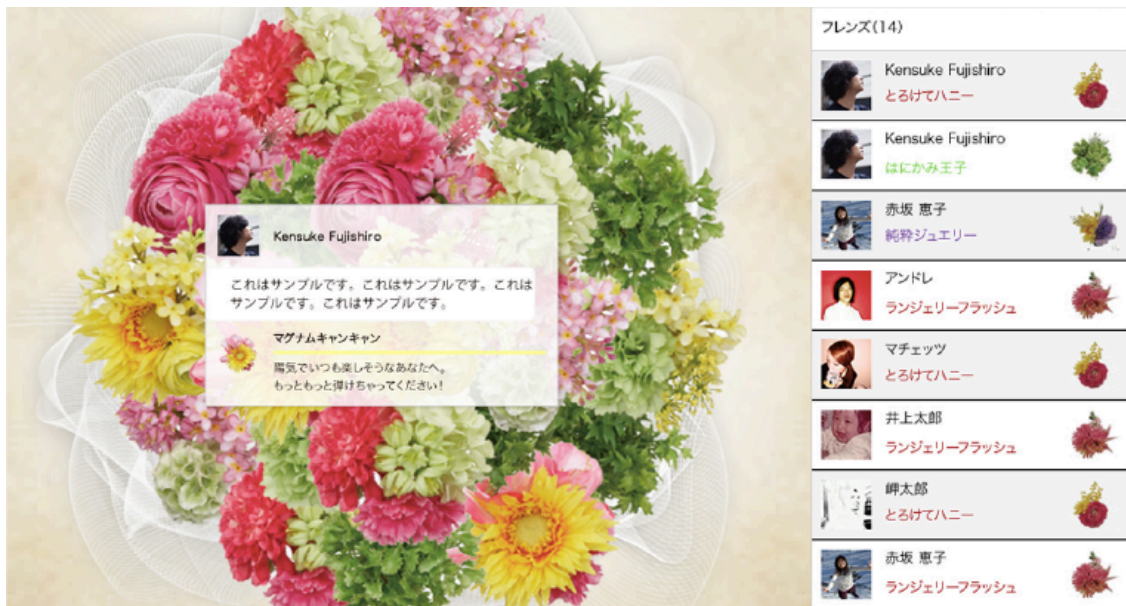 Kensuke Fujishiro
これはサンプルです。これはサンプルです。これは
サンプルです。これはサンプルです。
マグナムキャンキャン
陽気でいつも楽しそうなあなたへ。
もっともっと弾けちゃってください!
フレンズ(14)
Kensuke Fujishiro
とろけてハニー
Kensuke Fujishiro
はにかみ王子
赤坂 恵子
純粋ジュエリー
アンドレ
ランジェリーフラッシュ
マチェッツ
とろけてハニー
井上太郎
ランジェリーフラッシュ
岬太郎
とろけてハニー
赤坂 恵子
ランジェリーフラッシュ